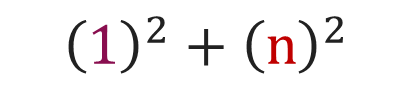 (1)² + (n)²